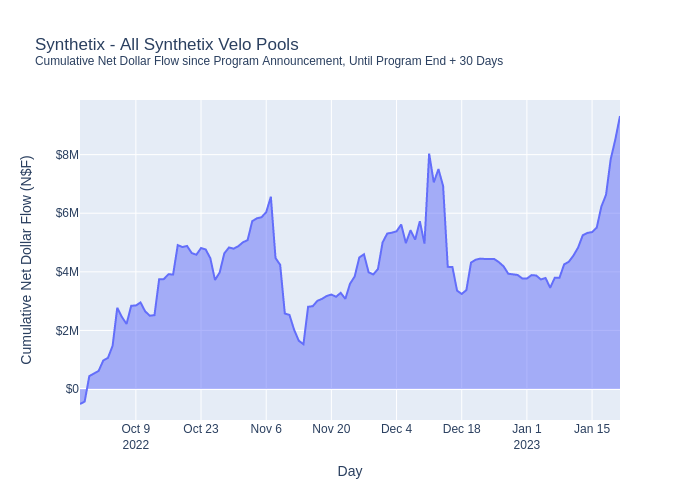 Synthetix - All Synthetix Velo Pools
Cumulative Net Dollar Flow since Program Announcement, Until Program End + 30 Days
Cumulative Net Dollar Flow (N$F)
$8M
$6M
$4M
$2M
$0
Oct 9
2022
Oct 23
Nov 6
Nov 20
Dec 4
Dec 18
Jan 1
2023
Jan 15
Day